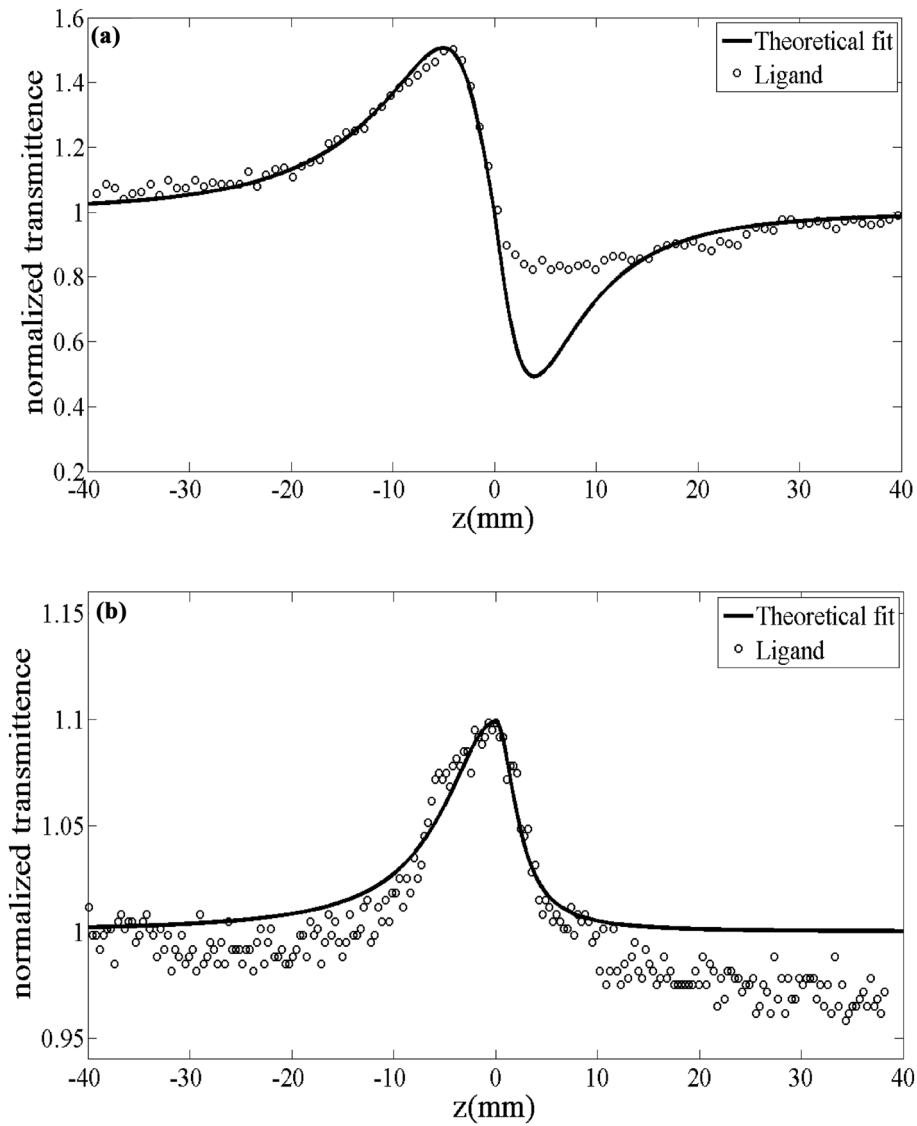 (a)
Theoretical fit
Ligand
normalized transmittence
1.6
1.4
1.2
1
0.8
0.6
0.4
0.2
-40 -30 -20 -10 0 10 20 30 40
z(mm)
(b)
Theoretical fit
Ligand
normalized transmittence
1.15
1.1
1.05
1
0.95
-40 -30 -20 -10 0 10 20 30 40
z(mm)